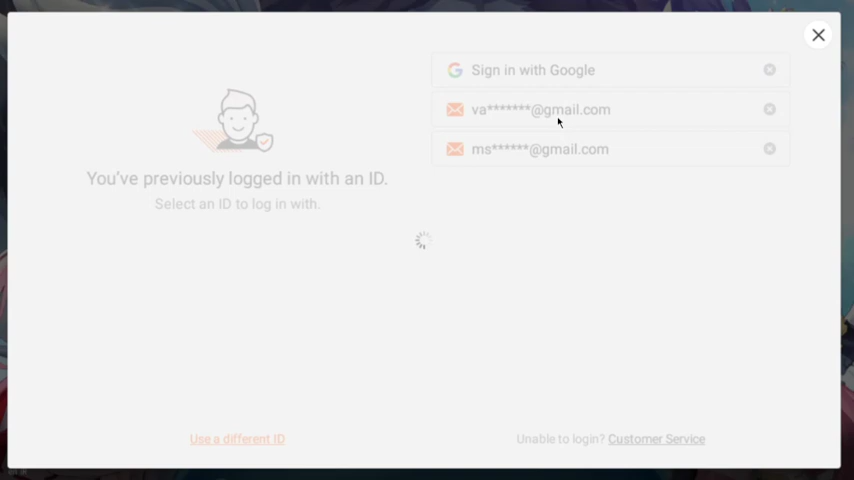 Sign in with Google
va*******@gmail.com
ms******@gmail.com
You've previously logged in with an ID.
Select an ID to log in with.
Use a different ID
Unable to login? Customer Service